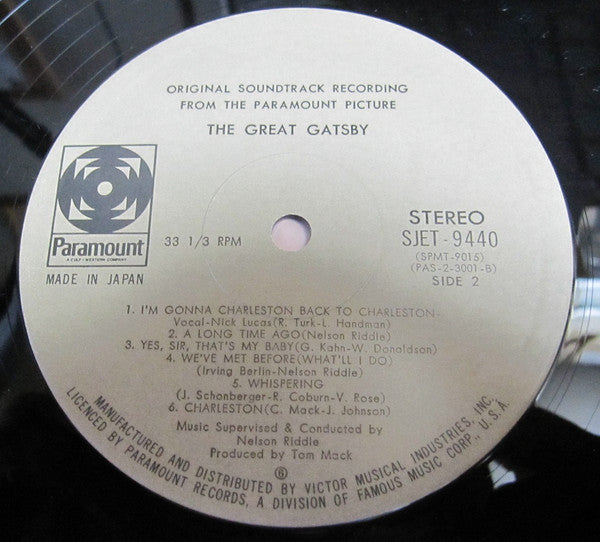 ORIGINAL SOUNDTRACK RECORDING
FROM THE PARAMOUNT PICTURE
THE GREAT GATSBY
Paramount
A GULF + WESTERN COMPANY
MADE IN JAPAN
33 1/3 RPM
STEREO
SJET-9440
(SPMT-9015)
(PAS-2-3001-B)
SIDE 2
1. I'M GONNA CHARLESTON BACK TO CHARLESTON-
Vocal-Nick Lucas(R. Turk-L. Handman)
2. A LONG TIME AGO(Nelson Riddle)
3. YES, SIR, THAT'S MY BABY(G. Kahn-W. Donaldson)
4. WE'VE MET BEFORE(WHAT'LL I DO)
(Irving Berlin-Nelson Riddle)
5. WHISPERING
(J. Schonberger-R. Coburn-V. Rose)
6. CHARLESTON(C. Mack-J. Johnson)
Music Supervised & Conducted by
Nelson Riddle
Produced by Tom Mack
6
MANUFACTURED AND DISTRIBUTED BY VICTOR MUSICAL INDUSTRIES, INC.
LICENCED BY PARAMOUNT RECORDS, A DIVISION OF FAMOUS MUSIC CORP., U.S.A.